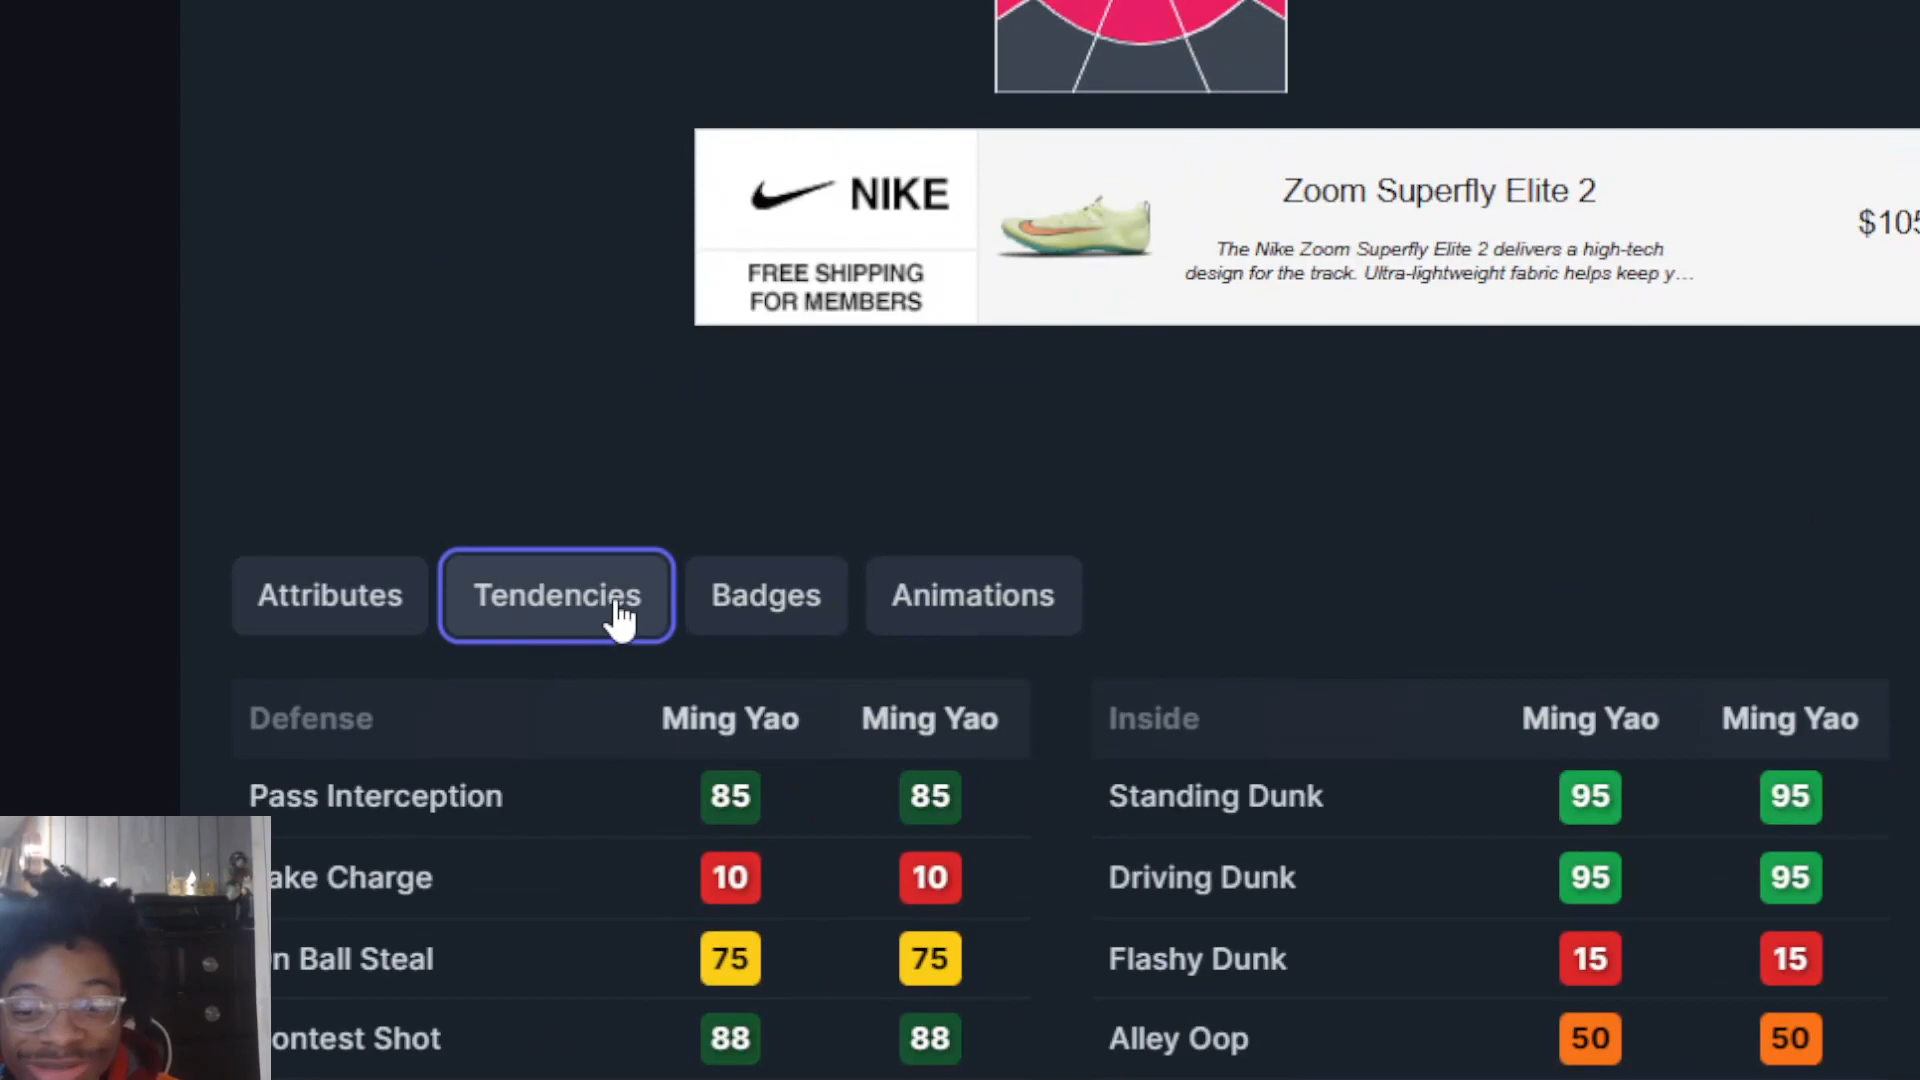 NIKE
FREE SHIPPING
FOR MEMBERS
Zoom Superfly Elite 2
The Nike Zoom Superfly Elite 2 delivers a high-tech
design for the track. Ultra-lightweight fabric helps keep y...
$105
Attributes Tendencies Badges Animations
Defense Ming Yao Ming Yao
Pass Interception 85 85
ake Charge 10 10
n Ball Steal 75 75
ontest Shot 88 88
Inside Ming Yao Ming Yao
Standing Dunk 95 95
Driving Dunk 95 95
Flashy Dunk 15 15
Alley Oop 50 50